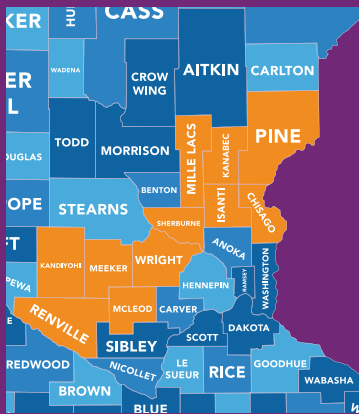 KER
HU
CASS
WADENA
CROW
WING
AITKIN
CARLTON
ER
L
TODD
MORRISON
MILLE LACS
KANABEC
PINE
OUGLAS
BENTON
ISANTI
CHISAGO
OPE
STEARNS
SHERBURNE
FT
ANOKA
KANDIYOHI
MEEKER
WRIGHT
HENNEPIN
RAMSEY
WASHINGTON
PEWA
RENVILLE
MCLEOD
CARVER
SCOTT
DAKOTA
E
SIBLEY
REDWOOD
NICOLLET
LE
SUEUR
RICE
GOODHUE
WABASHA
BROWN
BLUE
W